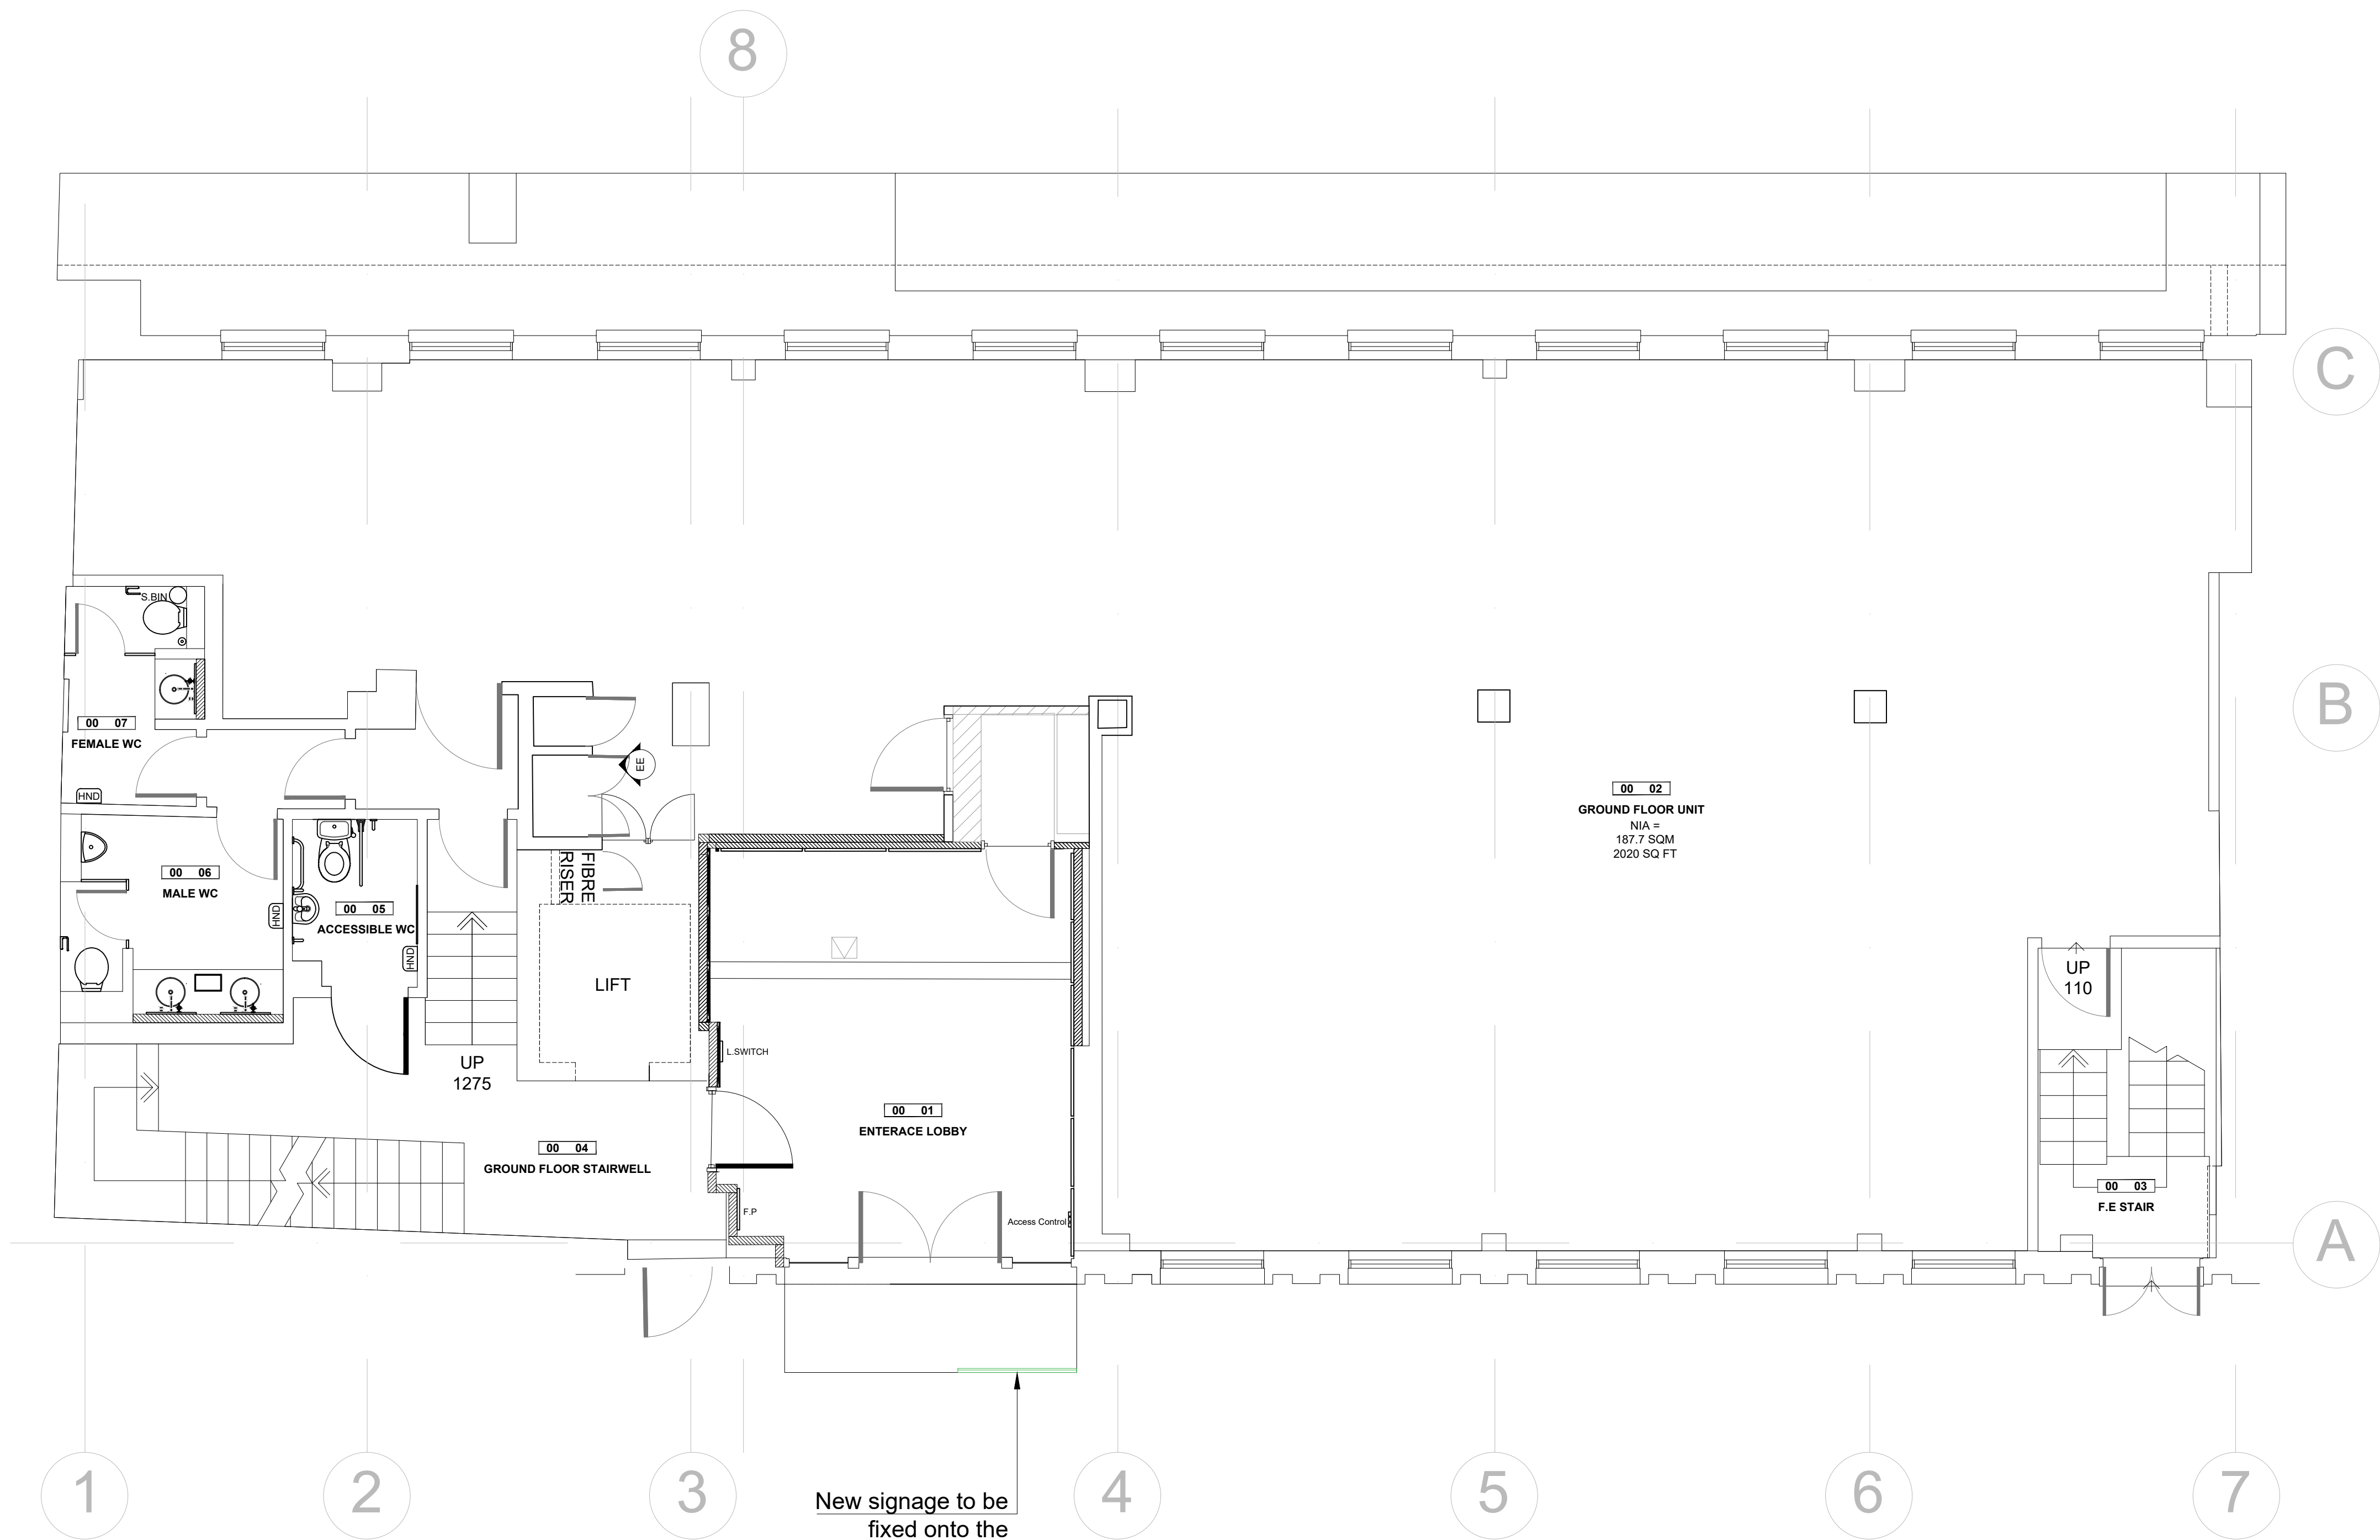 8
C
S.BIN
B
00 07
FEMALE WC
EE
00 02
GROUND FLOOR UNIT
NIA =
187.7 SQM
2020 SQ FT
HND
00 06
MALE WC
FIBRE
RISER
HND
00 05
ACCESSIBLE WC
HND
LIFT
UP
110
L.SWITCH
UP
1275
00 01
ENTERACE LOBBY
00 04
GROUND FLOOR STAIRWELL
00 03
F.E STAIR
F.P
Access Control
A
1
2
3
4
5
6
7
New signage to be
fixed onto the